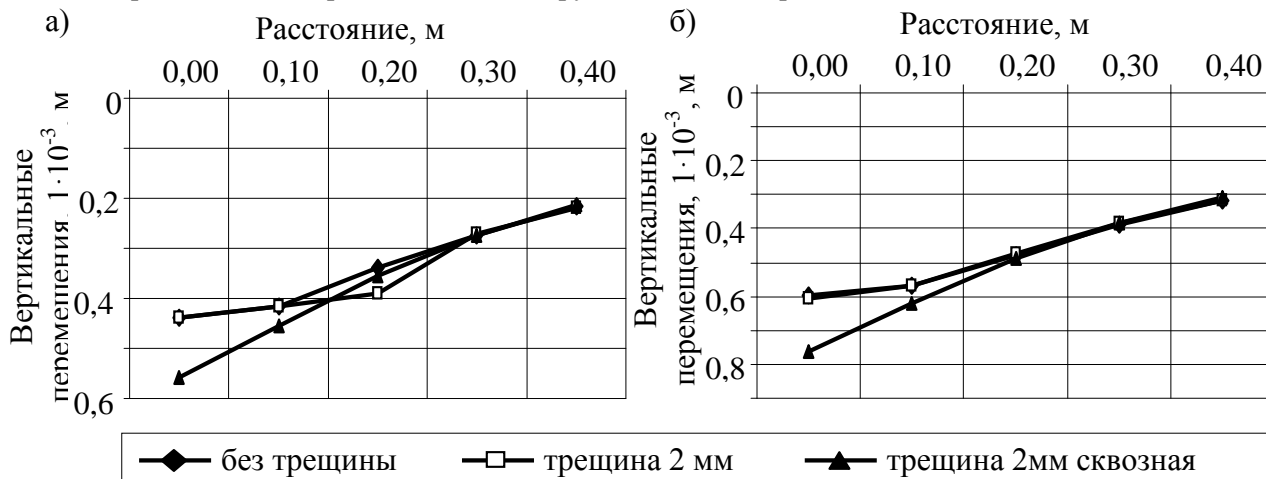 а)
Расстояние, м
0,00 0,10 0,20 0,30 0,40
0
0,2
0,4
0,6
Вертикальные
перемещения, 1·10⁻³, м
б)
Расстояние, м
0,00 0,10 0,20 0,30 0,40
0
0,2
0,4
0,6
0,8
Вертикальные
перемещения, 1·10⁻³, м
без трещины трещина 2 мм трещина 2мм сквозная